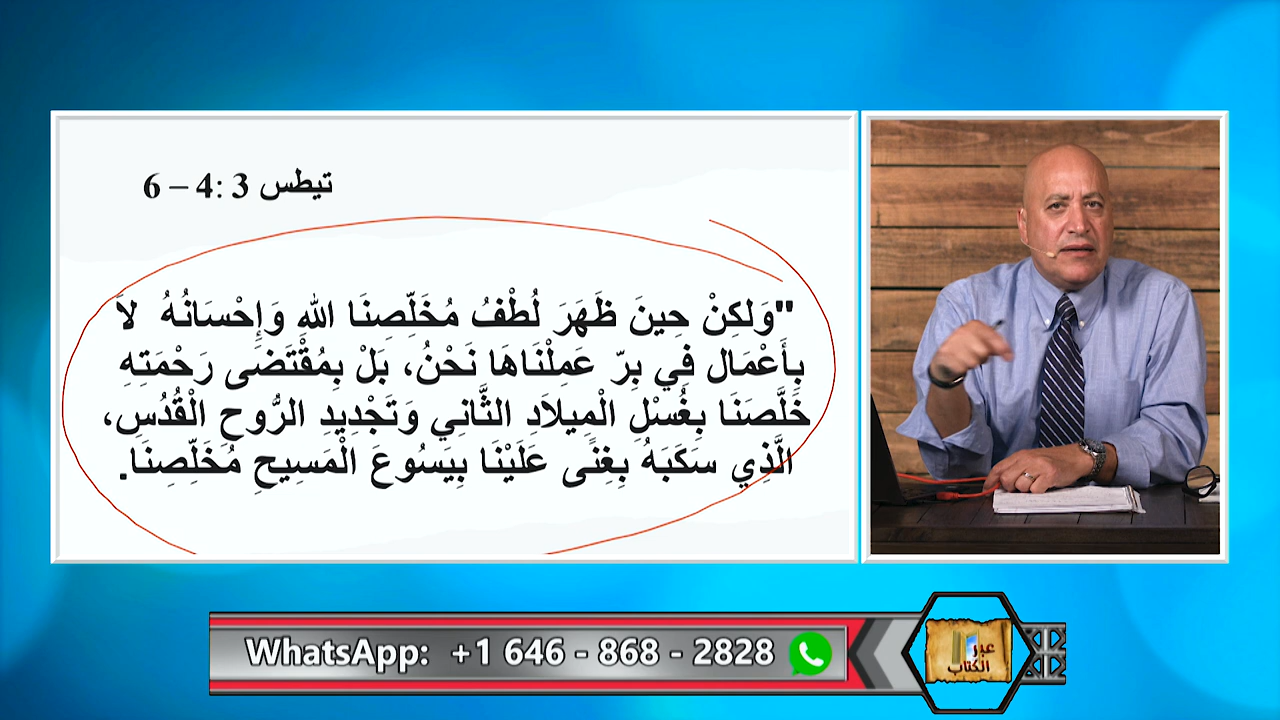 تيطس 3 :4 – 6
"وَلكِنْ حِينَ ظَهَرَ لُطْفُ مُخَلِّصِنَا اللهِ وَإِحْسَانُهُ لاَ
بِأَعْمَال فِي بِرّ عَمِلْنَاهَا نَحْنُ، بَلْ بِمُقْتَضَى رَحْمَتِهِ
خَلَّصَنَا بِغُسْلِ الْمِيلاَدِ الثَّانِي وَتَجْدِيدِ الرُّوحِ الْقُدُسِ،
الَّذِي سَكَبَهُ بِغِنًى عَلَيْنَا بِيَسُوعَ الْمَسِيحِ مُخَلِّصِنَا.
WhatsApp: +1 646 - 868 - 2828
عبر
الكتاب